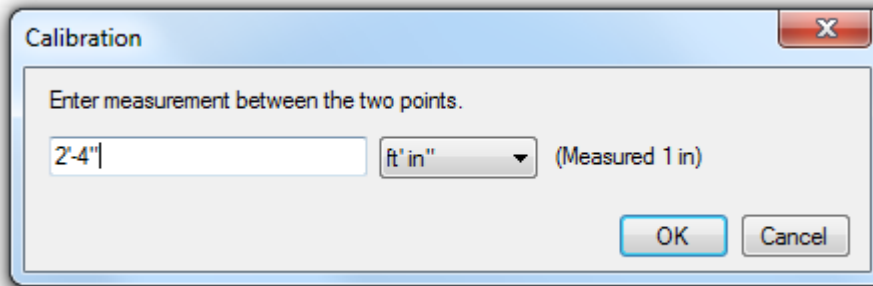 Calibration
Enter measurement between the two points.
2'-4" ft' in" (Measured 1 in)
OK Cancel